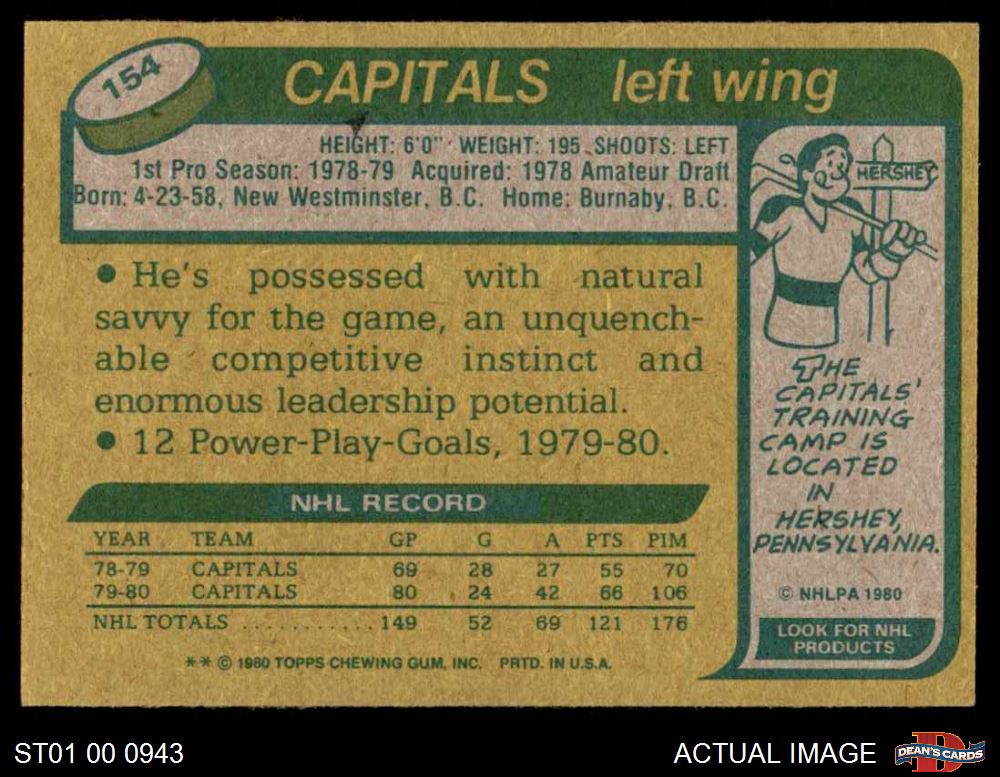 154
CAPITALS left wing
HEIGHT: 6'0" WEIGHT: 195 SHOOTS: LEFT
1st Pro Season: 1978-79 Acquired: 1978 Amateur Draft
Born: 4-23-58, New Westminster, B.C. Home: Burnaby, B.C.
● He's possessed with natural
savvy for the game, an unquench-
able competitive instinct and
enormous leadership potential.
● 12 Power-Play-Goals, 1979-80.
NHL RECORD
YEAR TEAM GP G A PTS PIM
78-79 CAPITALS 69 28 27 55 70
79-80 CAPITALS 80 24 42 66 106
NHL TOTALS ........... 149 52 69 121 176
** © 1980 TOPPS CHEWING GUM, INC. PRTD. IN U.S.A.
HERSHEY
THE
CAPITALS'
TRAINING
CAMP IS
LOCATED
IN
HERSHEY,
PENNSYLVANIA.
© NHLPA 1980
LOOK FOR NHL
PRODUCTS
ST01 00 0943
ACTUAL IMAGE
D
DEAN'S CARDS